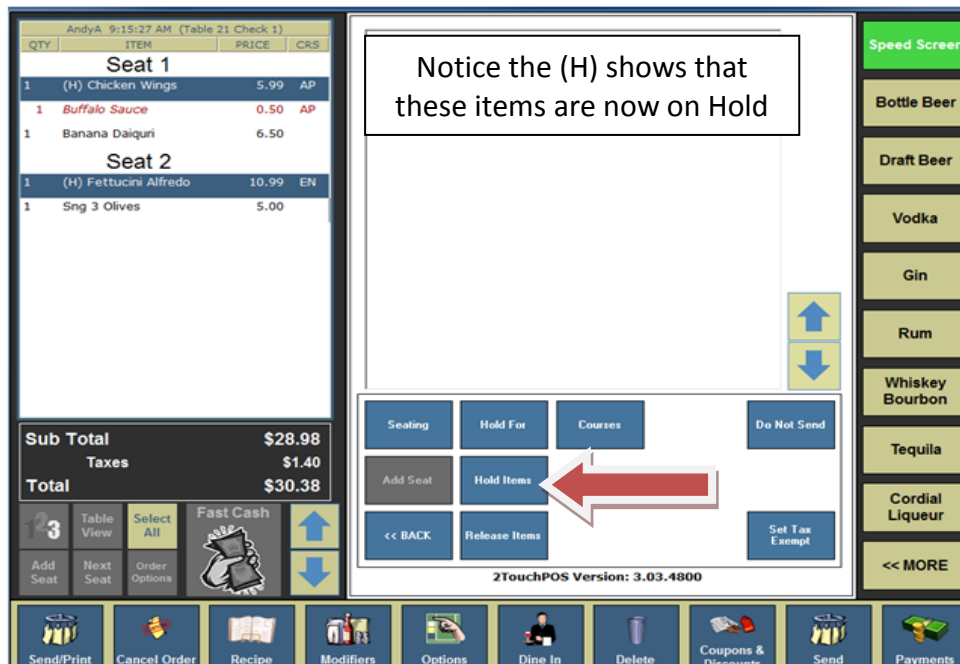 AndyA 9:15:27 AM (Table 21 Check 1)
QTY ITEM PRICE CRS
Seat 1
1 (H) Chicken Wings 5.99 AP
1 Buffalo Sauce 0.50 AP
1 Banana Daiquri 6.50
Seat 2
1 (H) Fettucini Alfredo 10.99 EN
1 Sng 3 Olives 5.00
Sub Total $28.98
Taxes $1.40
Total $30.38
123
Table
View
Select
All
Fast Cash
Add
Seat
Next
Seat
Order
Options
Notice the (H) shows that
these items are now on Hold
Seating
Hold For
Courses
Do Not Send
Add Seat
Hold Items
<< BACK
Release Items
Set Tax
Exempt
2TouchPOS Version: 3.03.4800
Speed Screen
Bottle Beer
Draft Beer
Vodka
Gin
Rum
Whiskey
Bourbon
Tequila
Cordial
Liqueur
<< MORE
Send/Print
Cancel Order
Recipe
Modifiers
Options
Dine In
Delete
Coupons &
Discounts
Send
Payments